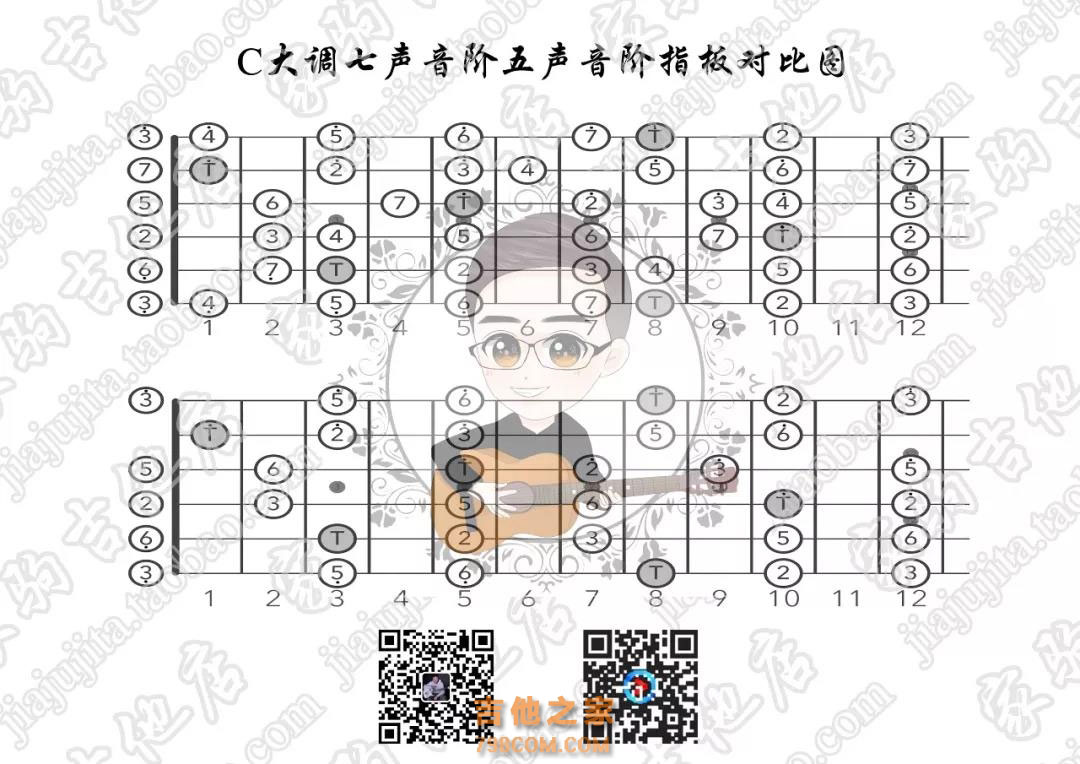 C大调七声音阶五声音阶指板对比图
3 4 5 6 7 T 2 3
7 T 2 3 4 5 6 7
5 6 7 T 2 3 4 5
2 3 4 5 6 7 T 2
6 7 T 2 3 4 5 6
3 4 5 6 7 T 2 3
1 2 3 4 5 6 7 8 9 10 11 12
3 5 6 T 2 3
T 2 3 5 6
5 6 T 2 3 5
2 3 5 6 T 2
6 T 2 3 5 6
3 5 6 T 2 3
1 2 3 4 5 6 7 8 9 10 11 12
吉他之家
798COM.COM
jiajujita.taobao.com